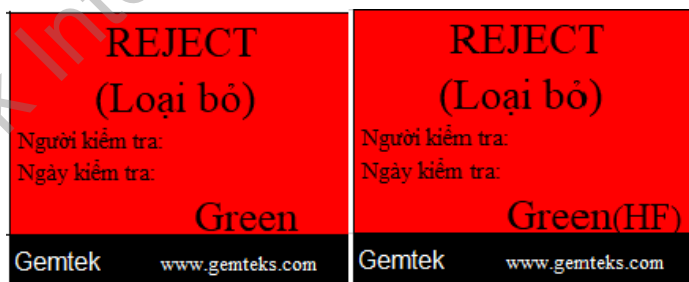 REJECT
(Loại bỏ)
Người kiểm tra:
Ngày kiểm tra:
Green
Gemtek www.gemteks.com
REJECT
(Loại bỏ)
Người kiểm tra:
Ngày kiểm tra:
Green(HF)
Gemtek www.gemteks.com